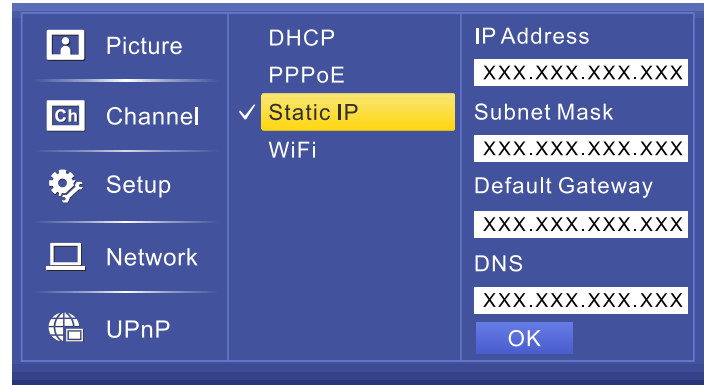 Picture
Ch Channel
Setup
Network
UPnP
DHCP
PPPoE
Static IP
WiFi
IP Address
XXX.XXX.XXX.XXX
Subnet Mask
XXX.XXX.XXX.XXX
Default Gateway
XXX.XXX.XXX.XXX
DNS
XXX.XXX.XXX.XXX
OK